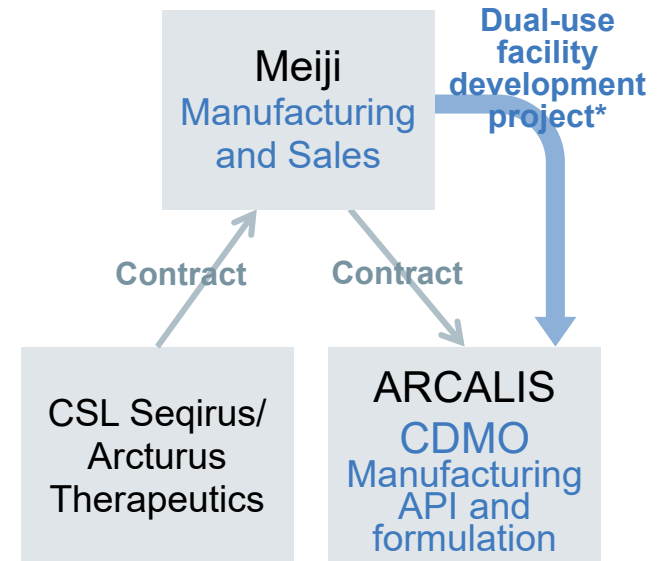 Dual-use
facility
development
project*
Meiji
Manufacturing
and Sales
Contract
Contract
CSL Seqirus/
Arcturus
Therapeutics
ARCALIS
CDMO
Manufacturing
API and
formulation